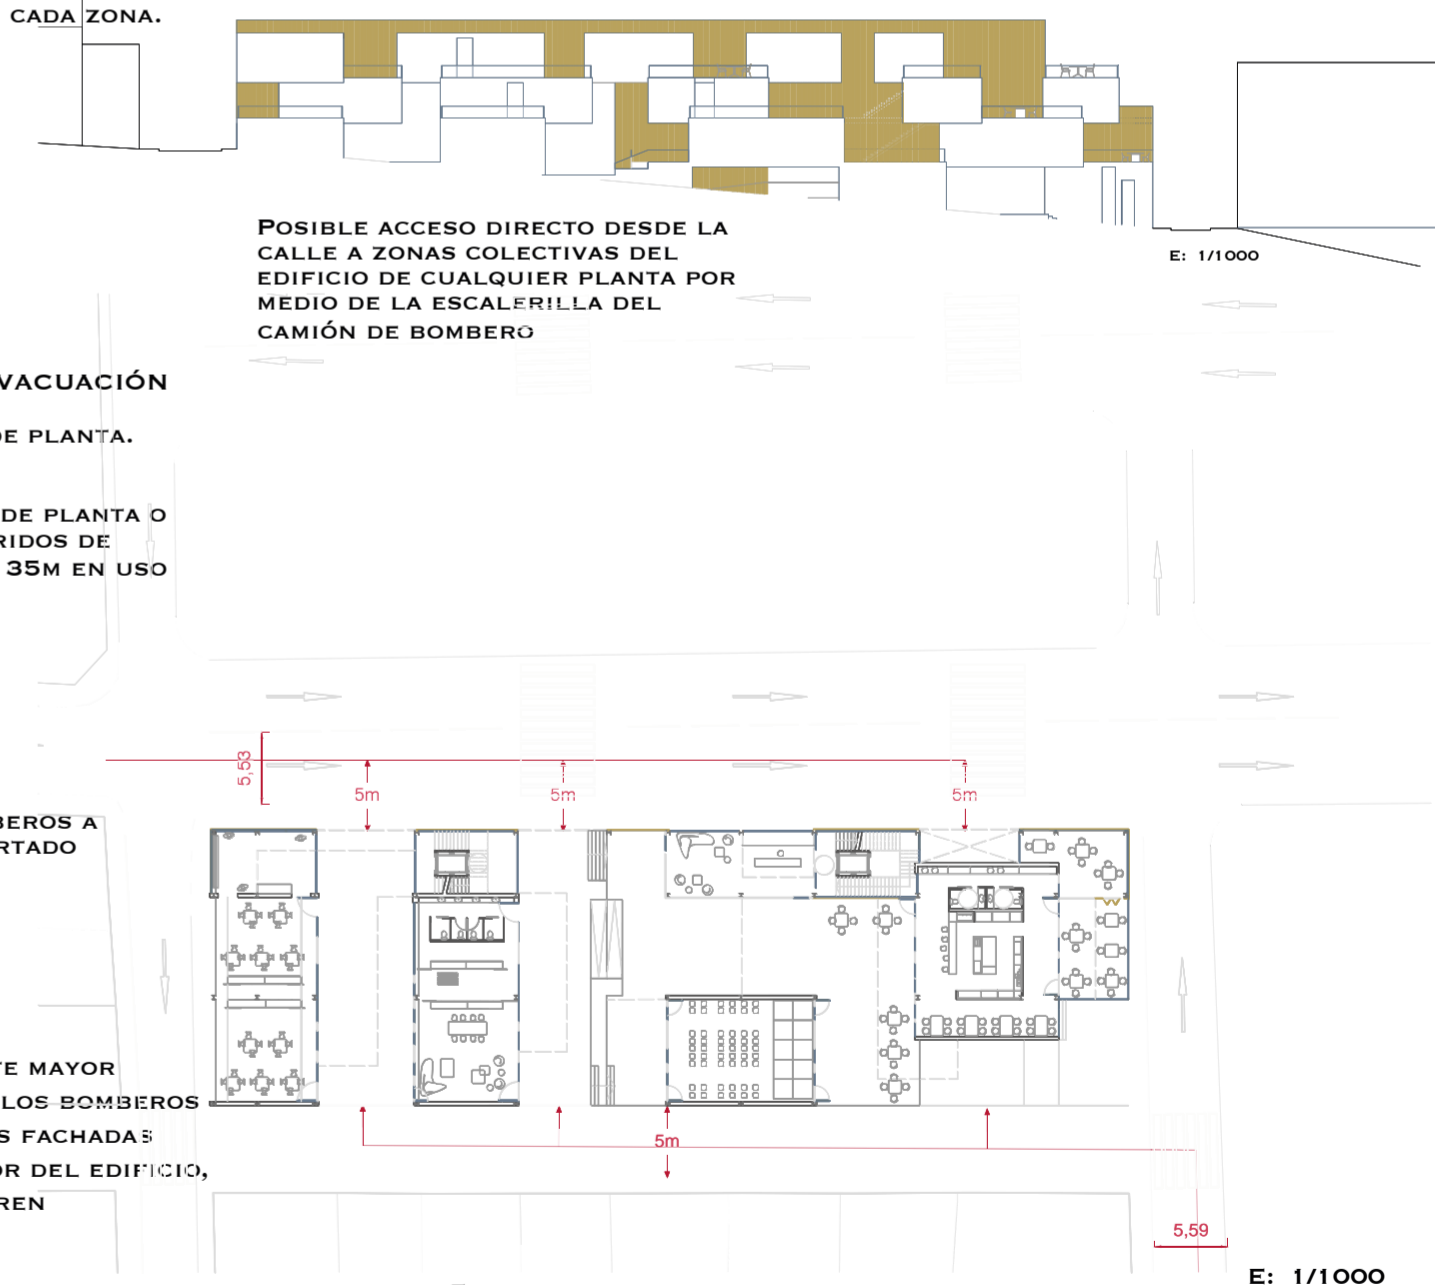 CADA ZONA.
POSIBLE ACCESO DIRECTO DESDE LA
CALLE A ZONAS COLECTIVAS DEL
EDIFICIO DE CUALQUIER PLANTA POR
MEDIO DE LA ESCALERILLA DEL
CAMIÓN DE BOMBERO
E: 1/1000
VACUACIÓN
DE PLANTA.
DE PLANTA O
RIDOS DE
35M EN USO
5,53
5m
5m
5m
BEROS A
RTADO
TE MAYOR
LOS BOMBEROS
S FACHADAS
OR DEL EDIFICIO,
REN
5m
5,59
E: 1/1000